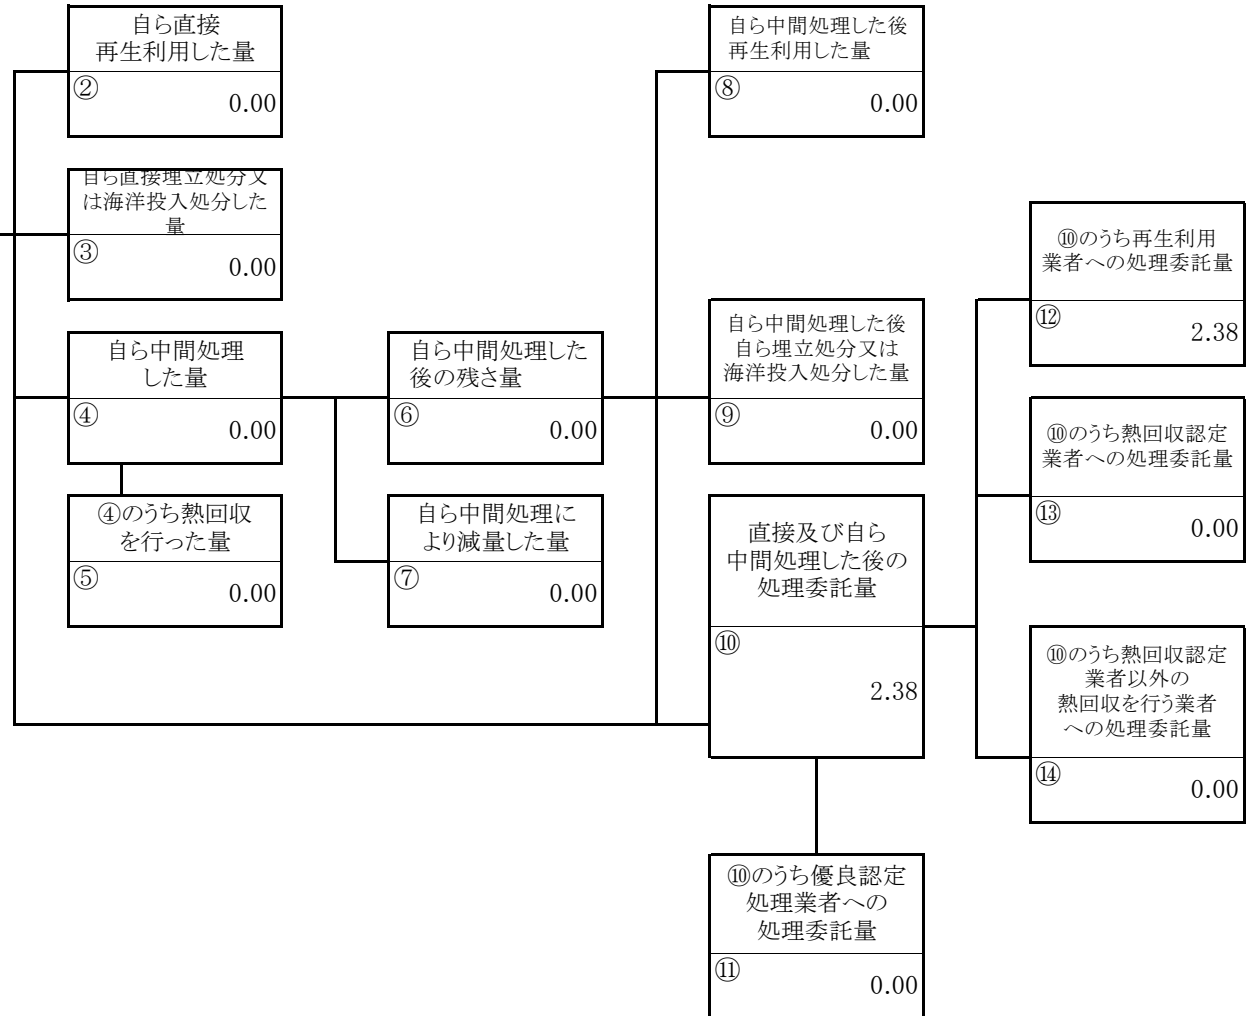 自ら直接
再生利用した量
②
0.00
自ら直接埋立処分又
は海洋投入処分した
量
③
0.00
自ら中間処理
した量
④
0.00
④のうち熱回収
を行った量
⑤
0.00
自ら中間処理した
後の残さ量
⑥
0.00
自ら中間処理に
より減量した量
⑦
0.00
自ら中間処理した後
再生利用した量
⑧
0.00
自ら中間処理した後
自ら埋立処分又は
海洋投入処分した量
⑨
0.00
直接及び自ら
中間処理した後の
処理委託量
⑩
2.38
⑩のうち優良認定
処理業者への
処理委託量
⑪
0.00
⑩のうち再生利用
業者への処理委託量
⑫
2.38
⑩のうち熱回収認定
業者への処理委託量
⑬
0.00
⑩のうち熱回収認定
業者以外の
熱回収を行う業者
への処理委託量
⑭
0.00